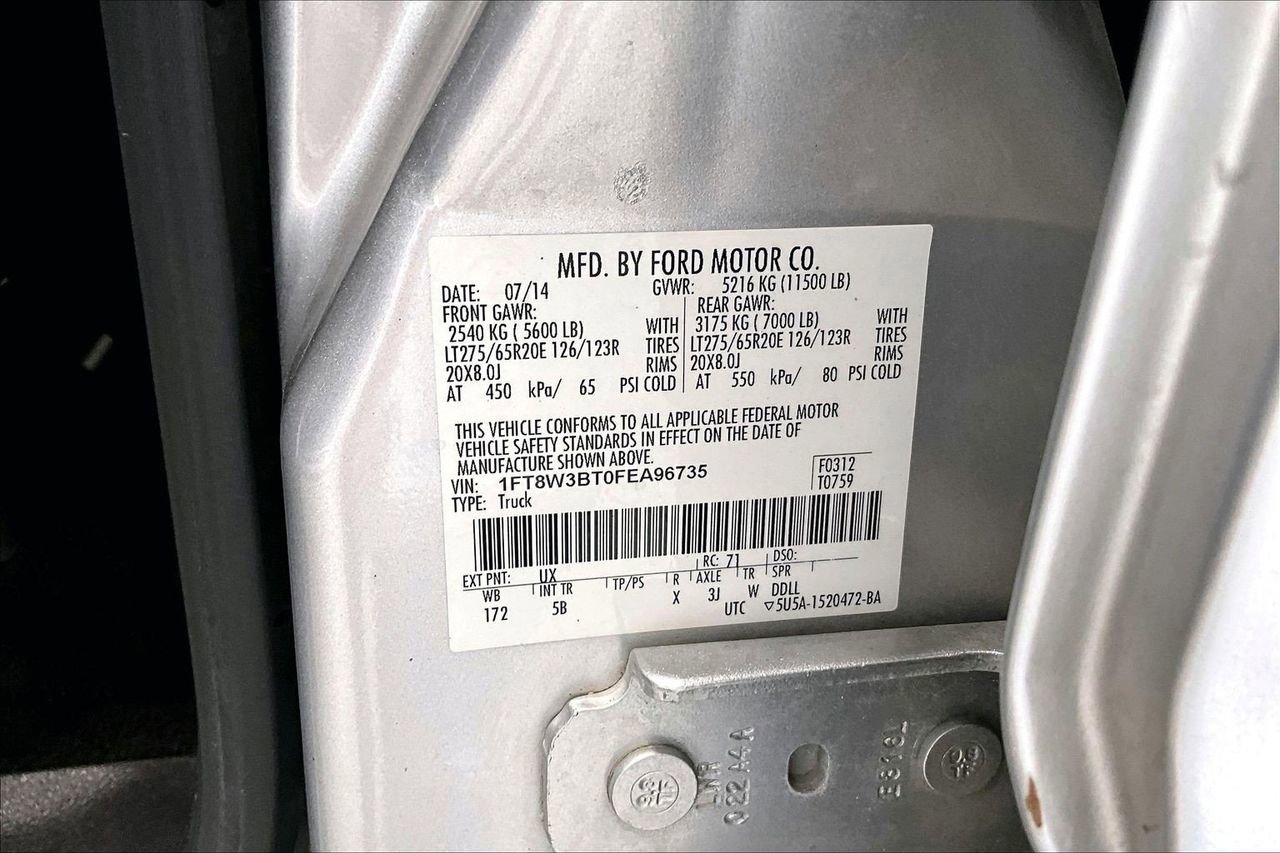 MFD. BY FORD MOTOR CO.
DATE: 07/14 GVWR: 5216 KG (11500 LB)
FRONT GAWR: REAR GAWR:
2540 KG ( 5600 LB) WITH 3175 KG ( 7000 LB) WITH
LT275/65R20E 126/123R TIRES LT275/65R20E 126/123R TIRES
20X8.0J RIMS 20X8.0J RIMS
AT 450 kPa/ 65 PSI COLD AT 550 kPa/ 80 PSI COLD
THIS VEHICLE CONFORMS TO ALL APPLICABLE FEDERAL MOTOR
VEHICLE SAFETY STANDARDS IN EFFECT ON THE DATE OF
MANUFACTURE SHOWN ABOVE.
VIN: 1FT8W3BT0FEA96735 F0312
TYPE: Truck T0759
EXT PNT: UX RC: 71 DSO:
WB INT TR TP/PS R AXLE TR SPR
172 5B X 3J W DDLL
UTC ▽5U5A-1520472-BA
LWR
022 A4A